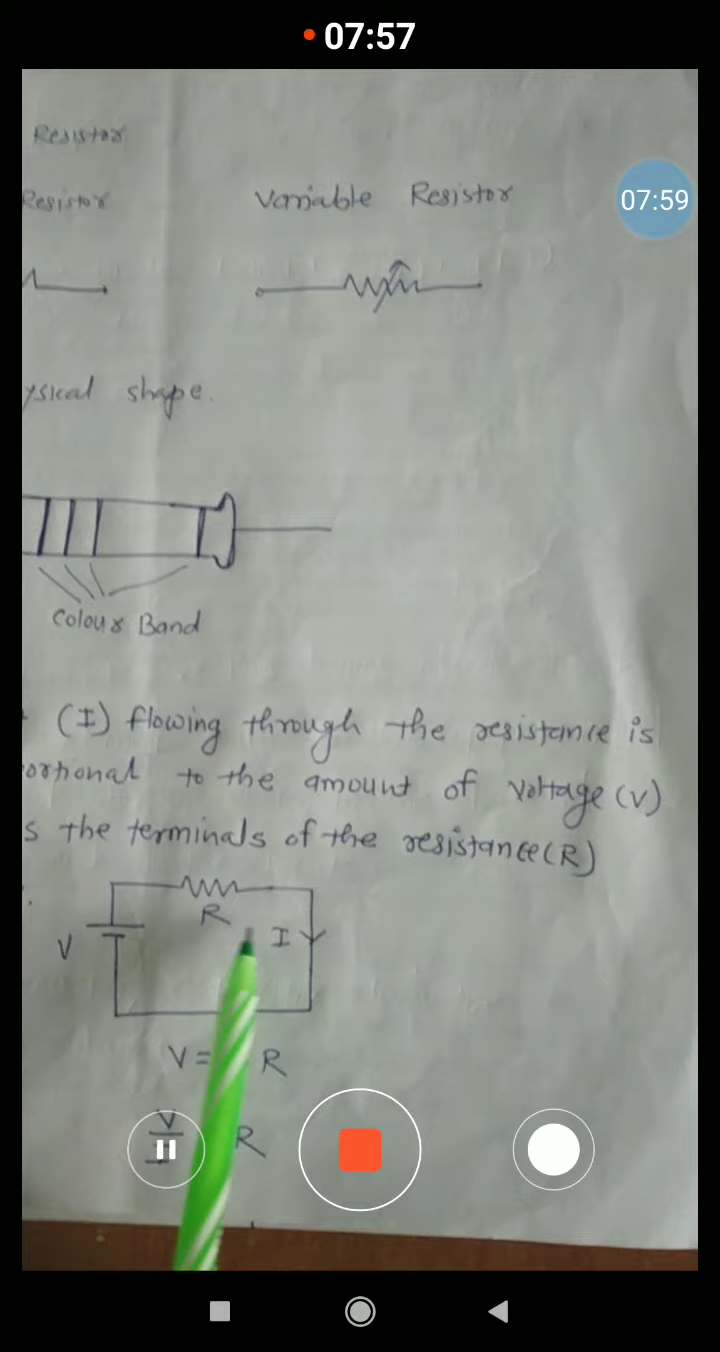 07:57
Resistor
Resistor Variable Resistor
07:59
ysical shape.
Colour Band
(I) flowing through the resistance is
ortional to the amount of voltage (V)
s the terminals of the resistance (R)
R
V
I
V = R
V
I
R